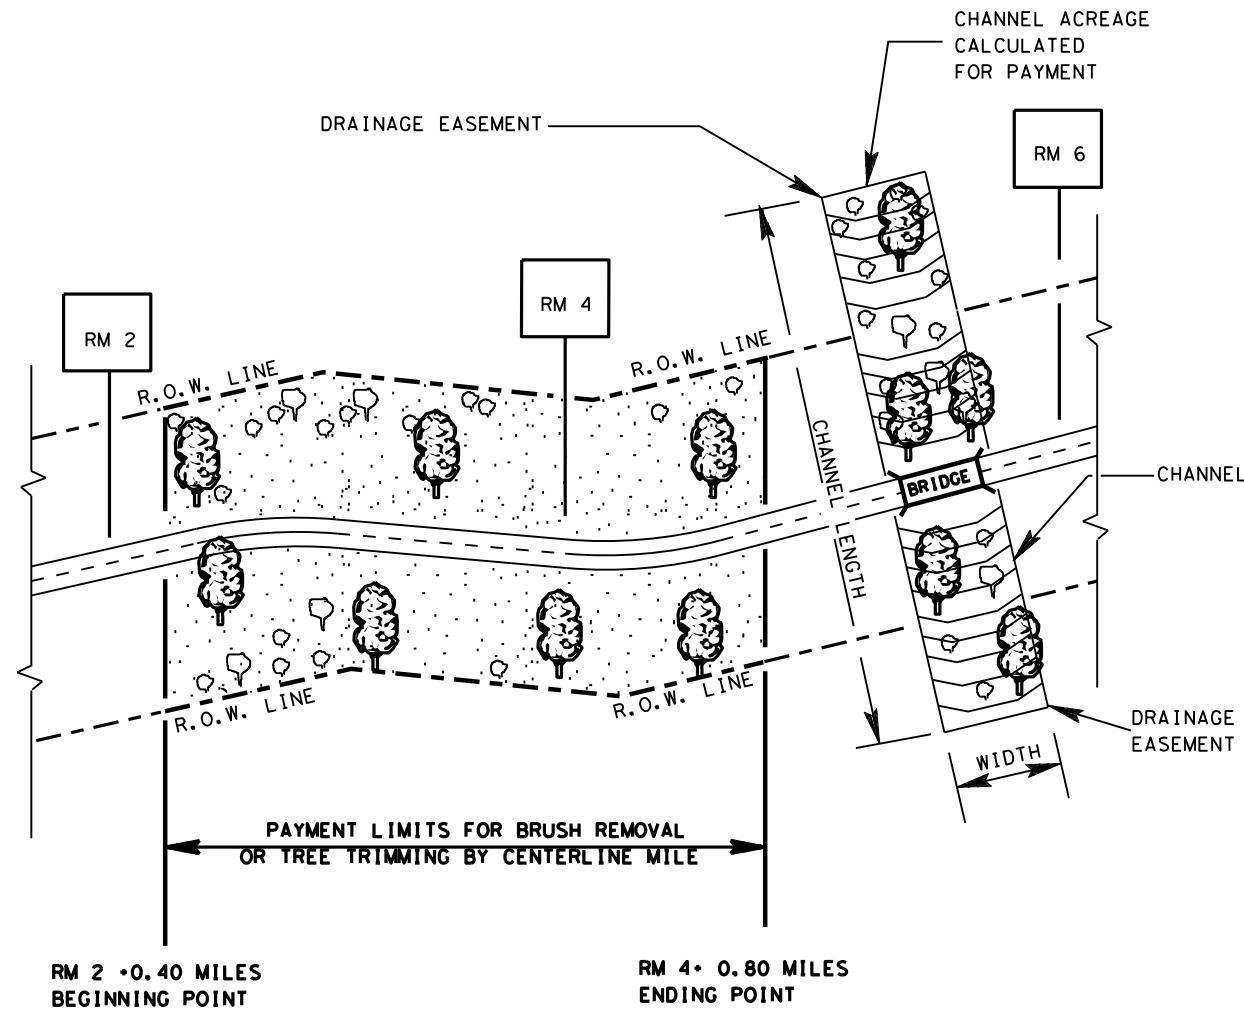 CHANNEL ACREAGE
CALCULATED
FOR PAYMENT
DRAINAGE EASEMENT
RM 6
RM 4
RM 2
R.O.W. LINE
R.O.W. LINE
CHANNEL LENGTH
BRIDGE
CHANNEL
R.O.W. LINE
R.O.W. LINE
DRAINAGE
EASEMENT
WIDTH
PAYMENT LIMITS FOR BRUSH REMOVAL
OR TREE TRIMMING BY CENTERLINE MILE
RM 2 +0.40 MILES
BEGINNING POINT
RM 4+ 0.80 MILES
ENDING POINT